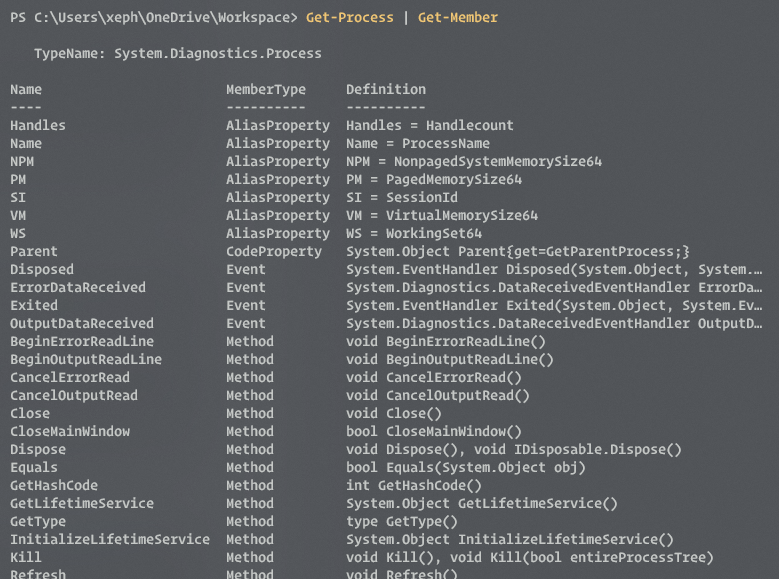 PS C:\Users\xeph\OneDrive\Workspace> Get-Process | Get-Member
TypeName: System.Diagnostics.Process
Name MemberType Definition
---- ---------- ----------
Handles AliasProperty Handles = Handlecount
Name AliasProperty Name = ProcessName
NPM AliasProperty NPM = NonpagedSystemMemorySize64
PM AliasProperty PM = PagedMemorySize64
SI AliasProperty SI = SessionId
VM AliasProperty VM = VirtualMemorySize64
WS AliasProperty WS = WorkingSet64
Parent CodeProperty System.Object Parent{get=GetParentProcess;}
Disposed Event System.EventHandler Disposed(System.Object, System.…
ErrorDataReceived Event System.Diagnostics.DataReceivedEventHandler ErrorDa…
Exited Event System.EventHandler Exited(System.Object, System.Ev…
OutputDataReceived Event System.Diagnostics.DataReceivedEventHandler OutputD…
BeginErrorReadLine Method void BeginErrorReadLine()
BeginOutputReadLine Method void BeginOutputReadLine()
CancelErrorRead Method void CancelErrorRead()
CancelOutputRead Method void CancelOutputRead()
Close Method void Close()
CloseMainWindow Method bool CloseMainWindow()
Dispose Method void Dispose(), void IDisposable.Dispose()
Equals Method bool Equals(System.Object obj)
GetHashCode Method int GetHashCode()
GetLifetimeService Method System.Object GetLifetimeService()
GetType Method type GetType()
InitializeLifetimeService Method System.Object InitializeLifetimeService()
Kill Method void Kill(), void Kill(bool entireProcessTree)
Refresh Method void Refresh()